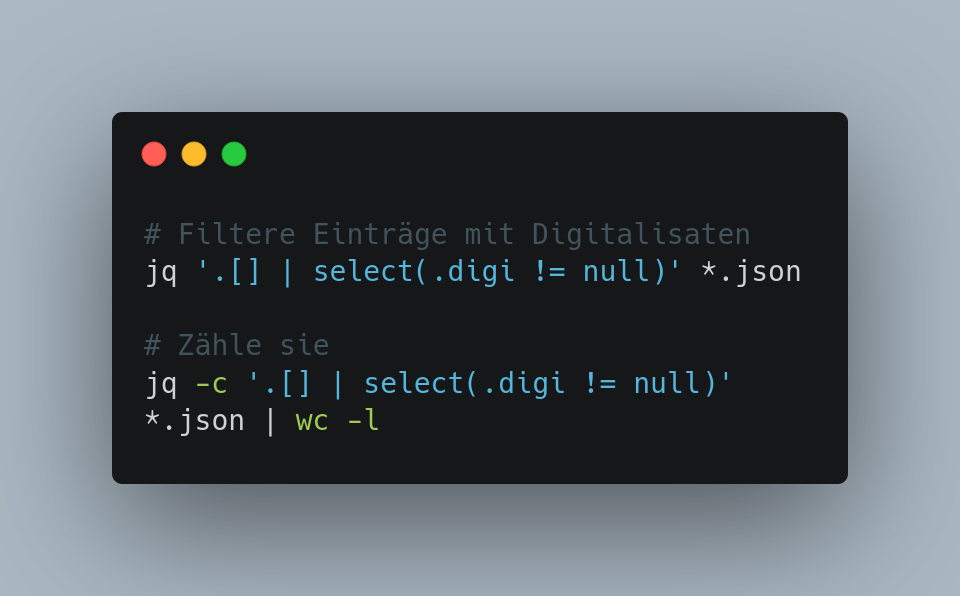 # Filtere Einträge mit Digitalisaten
jq '.[] | select(.digi != null)' *.json
# Zähle sie
jq -c '.[] | select(.digi != null)'
*.json | wc -l